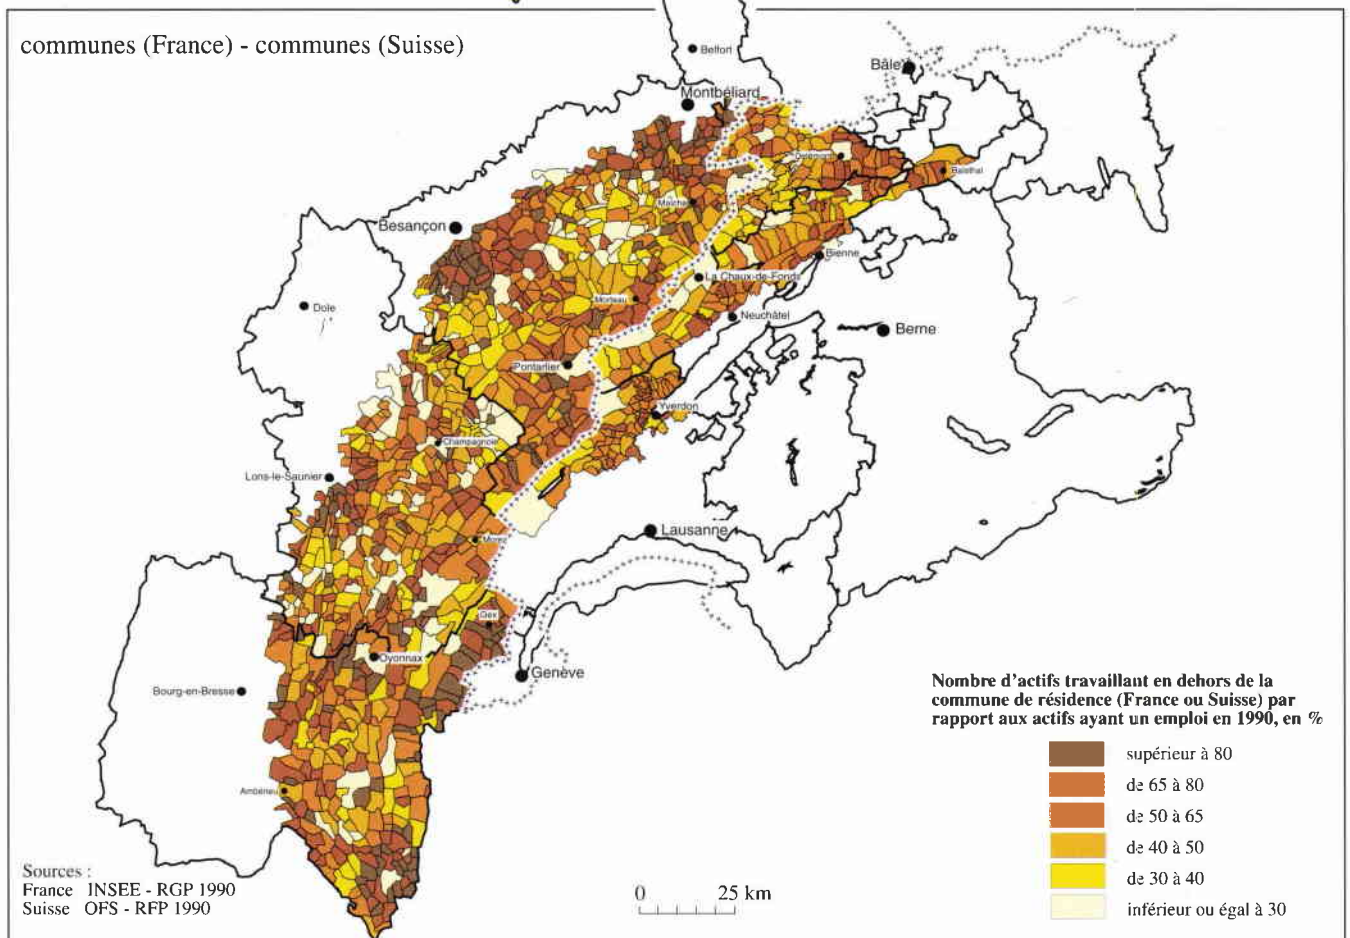 communes (France) - communes (Suisse)
Belfort
Bâle
Montbéliard
Delémont
Balsthal
Maîche
Besançon
Bienne
La Chaux-de-Fonds
Morteau
Dole
Neuchâtel
Berne
Pontarlier
Yverdon
Champagnole
Lons-le-Saunier
Lausanne
Morez
Gex
Oyonnax
Genève
Bourg-en-Bresse
Ambérieu
Nombre d'actifs travaillant en dehors de la
commune de résidence (France ou Suisse) par
rapport aux actifs ayant un emploi en 1990, en %
supérieur à 80
de 65 à 80
de 50 à 65
de 40 à 50
de 30 à 40
inférieur ou égal à 30
Sources :
France INSEE - RGP 1990
Suisse OFS - RFP 1990
0 25 km